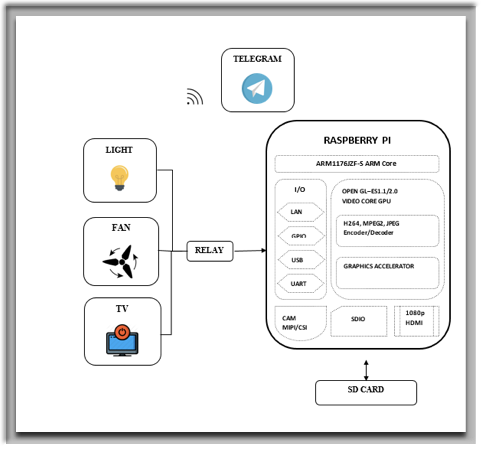 TELEGRAM
LIGHT
FAN
TV
RELAY
RASPBERRY PI
ARM1176JZF-S ARM Core
I/O
LAN
GPIO
USB
UART
OPEN GL–ES1.1/2.0
VIDEO CORE GPU
H264, MPEG2, JPEG
Encoder/Decoder
GRAPHICS ACCELERATOR
CAM
MIPI/CSI
SDIO
1080p
HDMI
SD CARD